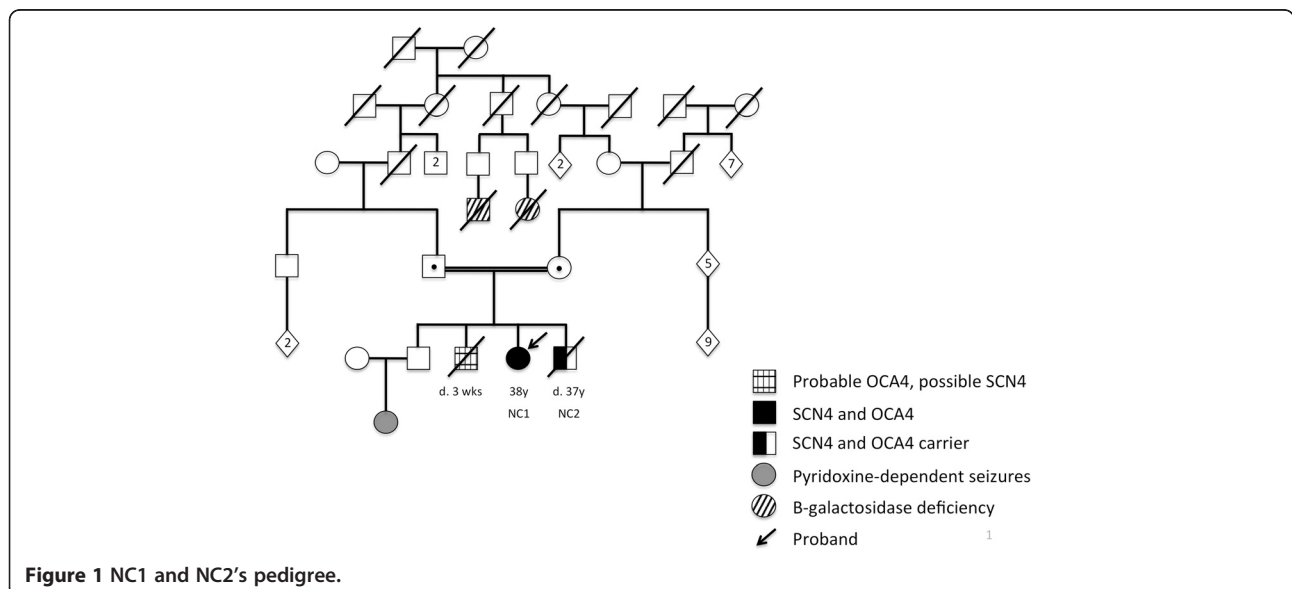 2
2
7
5
2
9
d. 3 wks
38y
d. 37y
NC1
NC2
Probable OCA4, possible SCN4
SCN4 and OCA4
SCN4 and OCA4 carrier
Pyridoxine-dependent seizures
B-galactosidase deficiency
Proband
1
Figure 1 NC1 and NC2's pedigree.